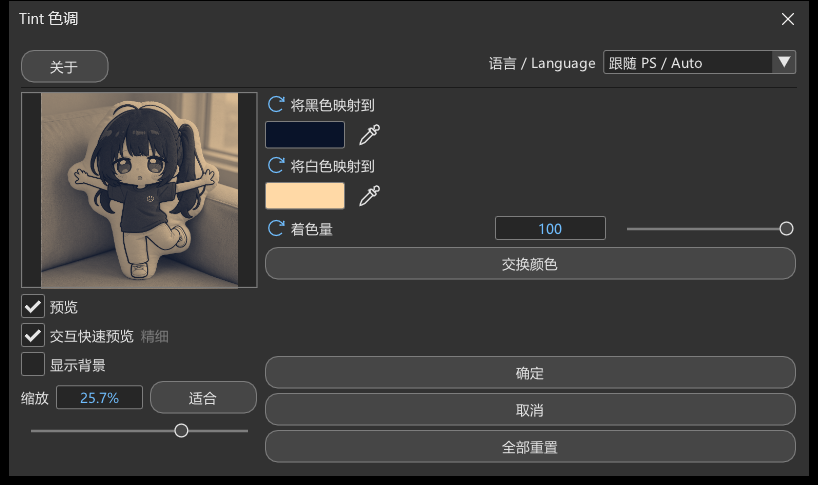 Tint 色调
关于
语言 / Language
跟随 PS / Auto
将黑色映射到
将白色映射到
着色量
100
交换颜色
预览
交互快速预览 精细
显示背景
缩放
25.7%
适合
确定
取消
全部重置